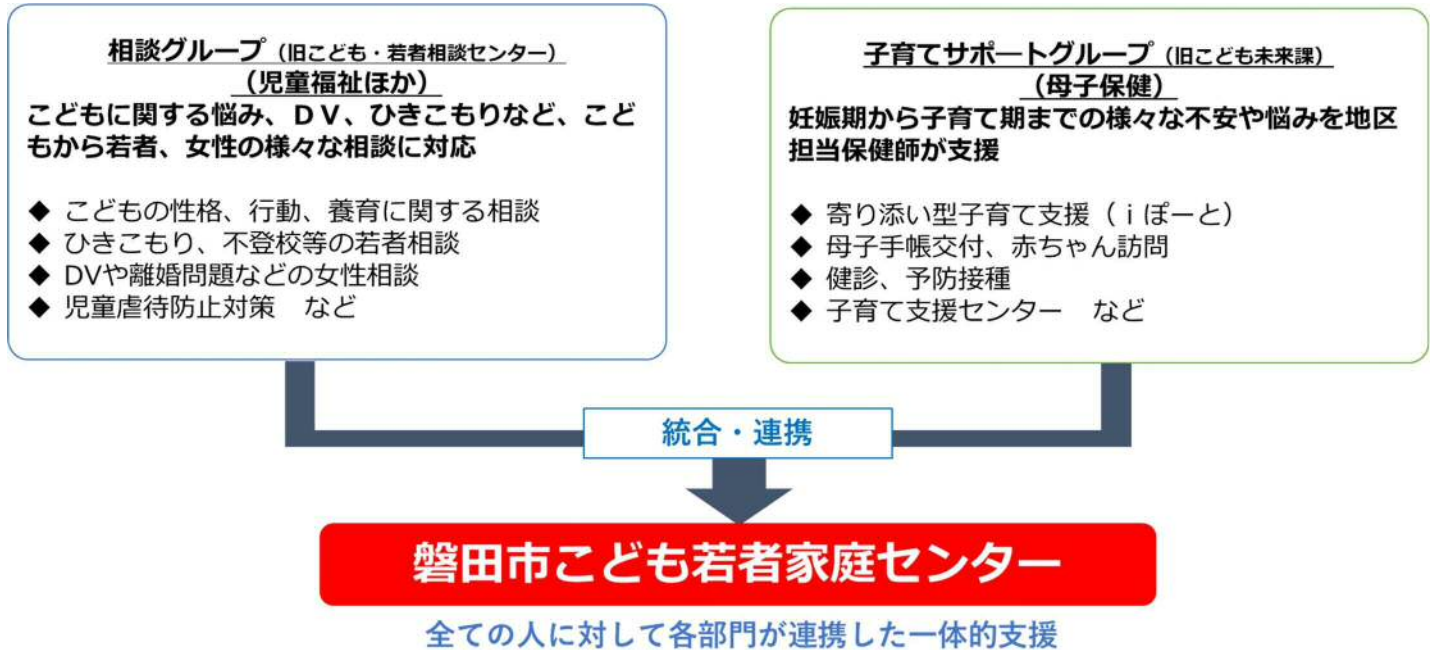 相談グループ（旧こども・若者相談センター）
（児童福祉ほか）
こどもに関する悩み、ＤＶ、ひきこもりなど、こど
もから若者、女性の様々な相談に対応
◆ こどもの性格、行動、養育に関する相談
◆ ひきこもり、不登校等の若者相談
◆ DVや離婚問題などの女性相談
◆ 児童虐待防止対策　など
子育てサポートグループ（旧こども未来課）
（母子保健）
妊娠期から子育て期までの様々な不安や悩みを地区
担当保健師が支援
◆ 寄り添い型子育て支援（ｉぽーと）
◆ 母子手帳交付、赤ちゃん訪問
◆ 健診、予防接種
◆ 子育て支援センター　など
統合・連携
磐田市こども若者家庭センター
全ての人に対して各部門が連携した一体的支援